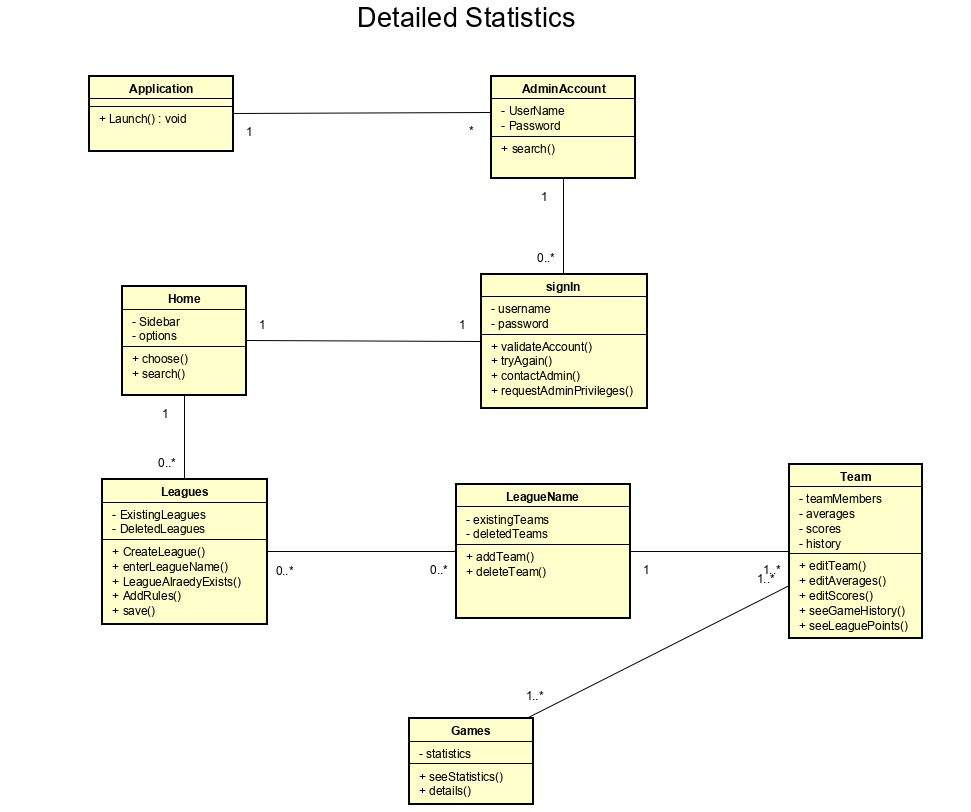 Detailed Statistics
Application
+ Launch() : void
1
*
AdminAccount
- UserName
- Password
+ search()
1
0..*
signIn
- username
- password
+ validateAccount()
+ tryAgain()
+ contactAdmin()
+ requestAdminPrivileges()
Home
- Sidebar
- options
+ choose()
+ search()
1
1
1
0..*
Leagues
- ExistingLeagues
- DeletedLeagues
+ CreateLeague()
+ enterLeagueName()
+ LeagueAlraedyExists()
+ AddRules()
+ save()
0..*
0..*
LeagueName
- existingTeams
- deletedTeams
+ addTeam()
+ deleteTeam()
1
1..*
1..*
Team
- teamMembers
- averages
- scores
- history
+ editTeam()
+ editAverages()
+ editScores()
+ seeGameHistory()
+ seeLeaguePoints()
1..*
Games
- statistics
+ seeStatistics()
+ details()